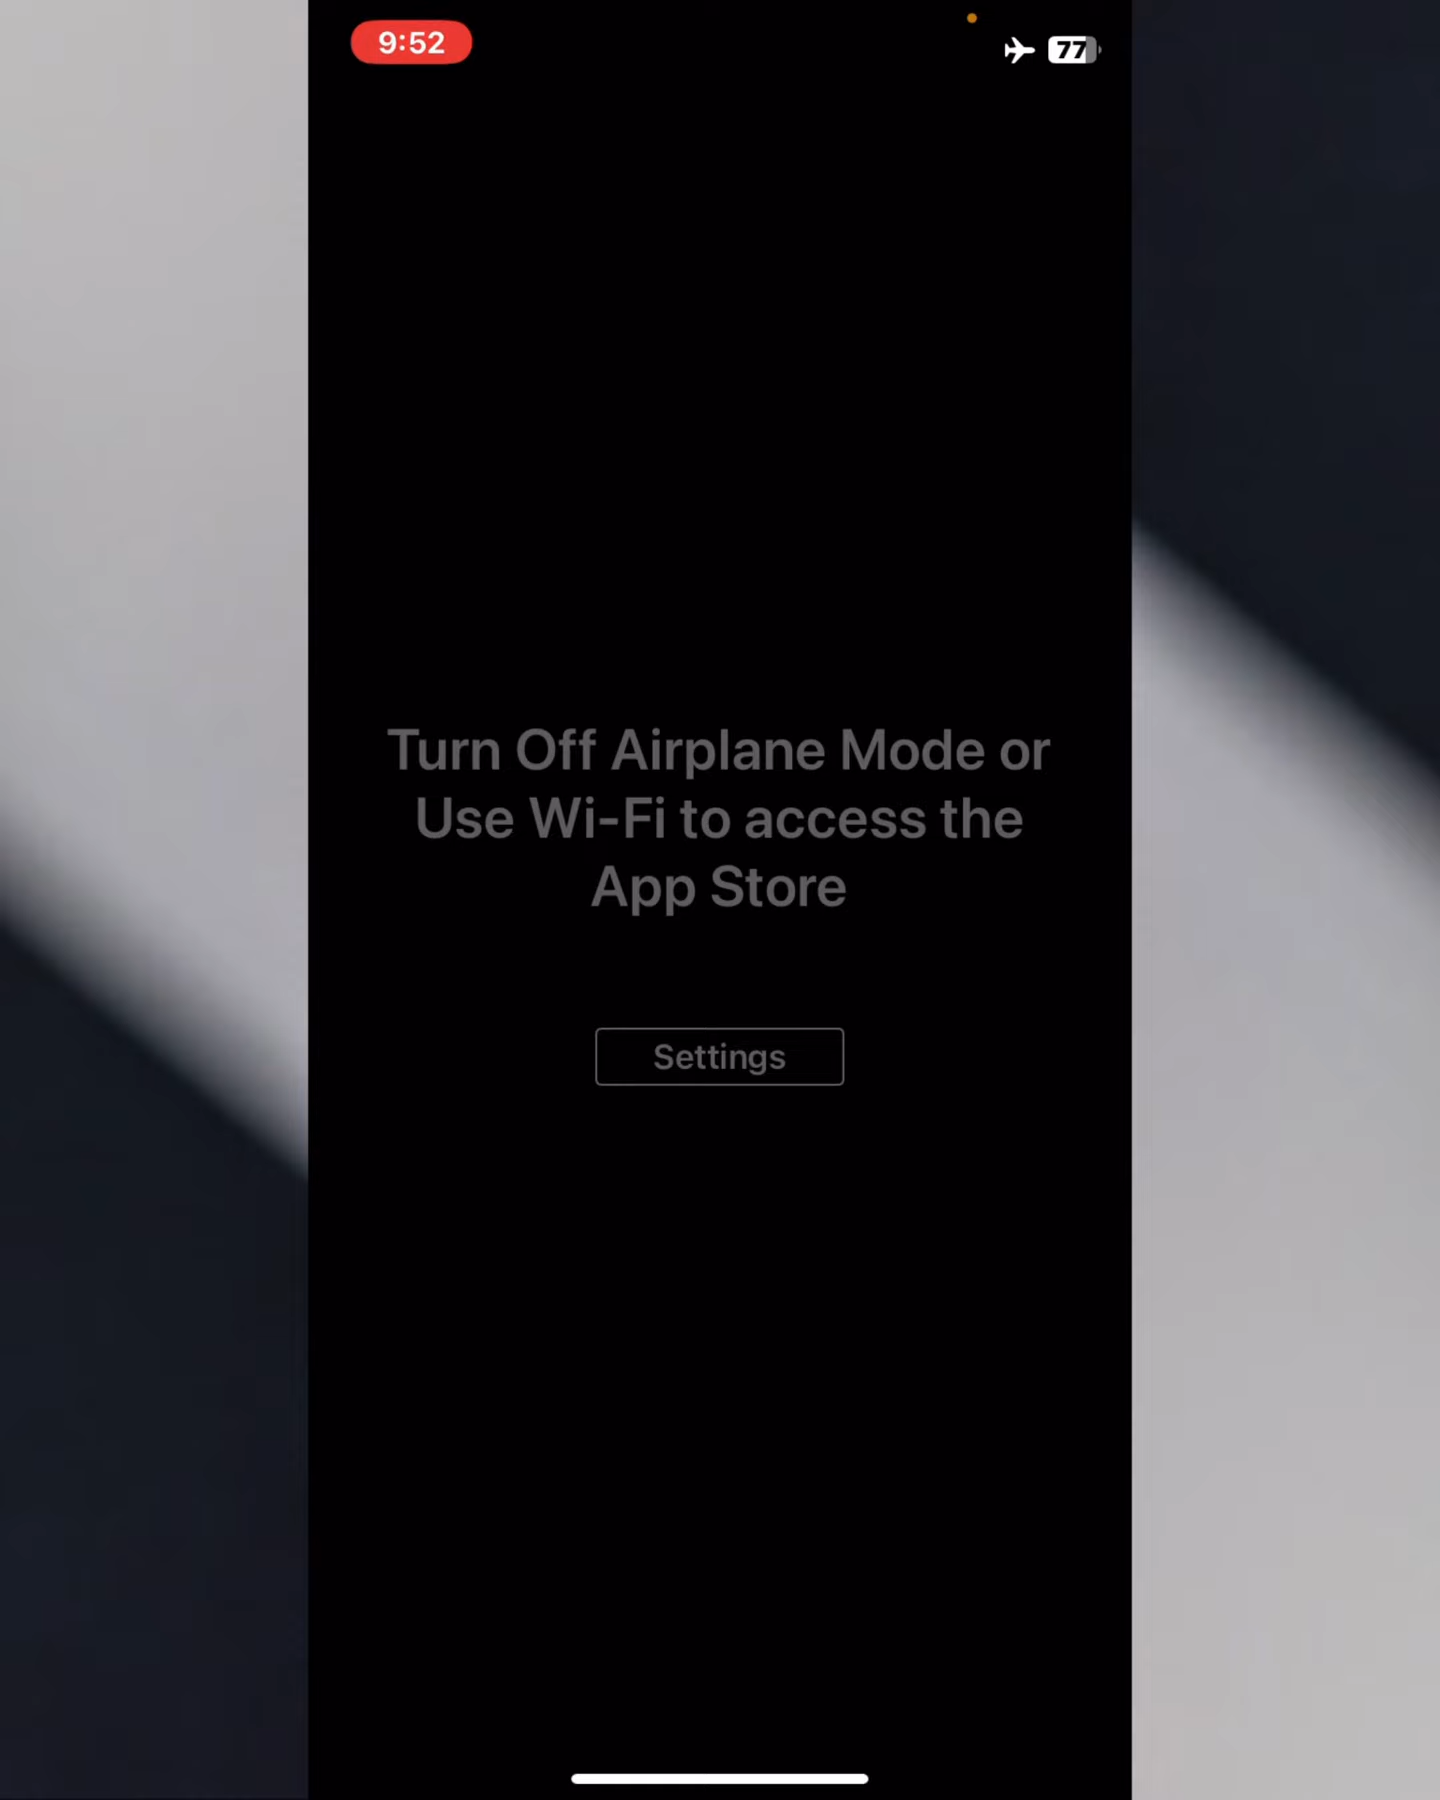 9:52
77
Turn Off Airplane Mode or
Use Wi-Fi to access the
App Store
Settings